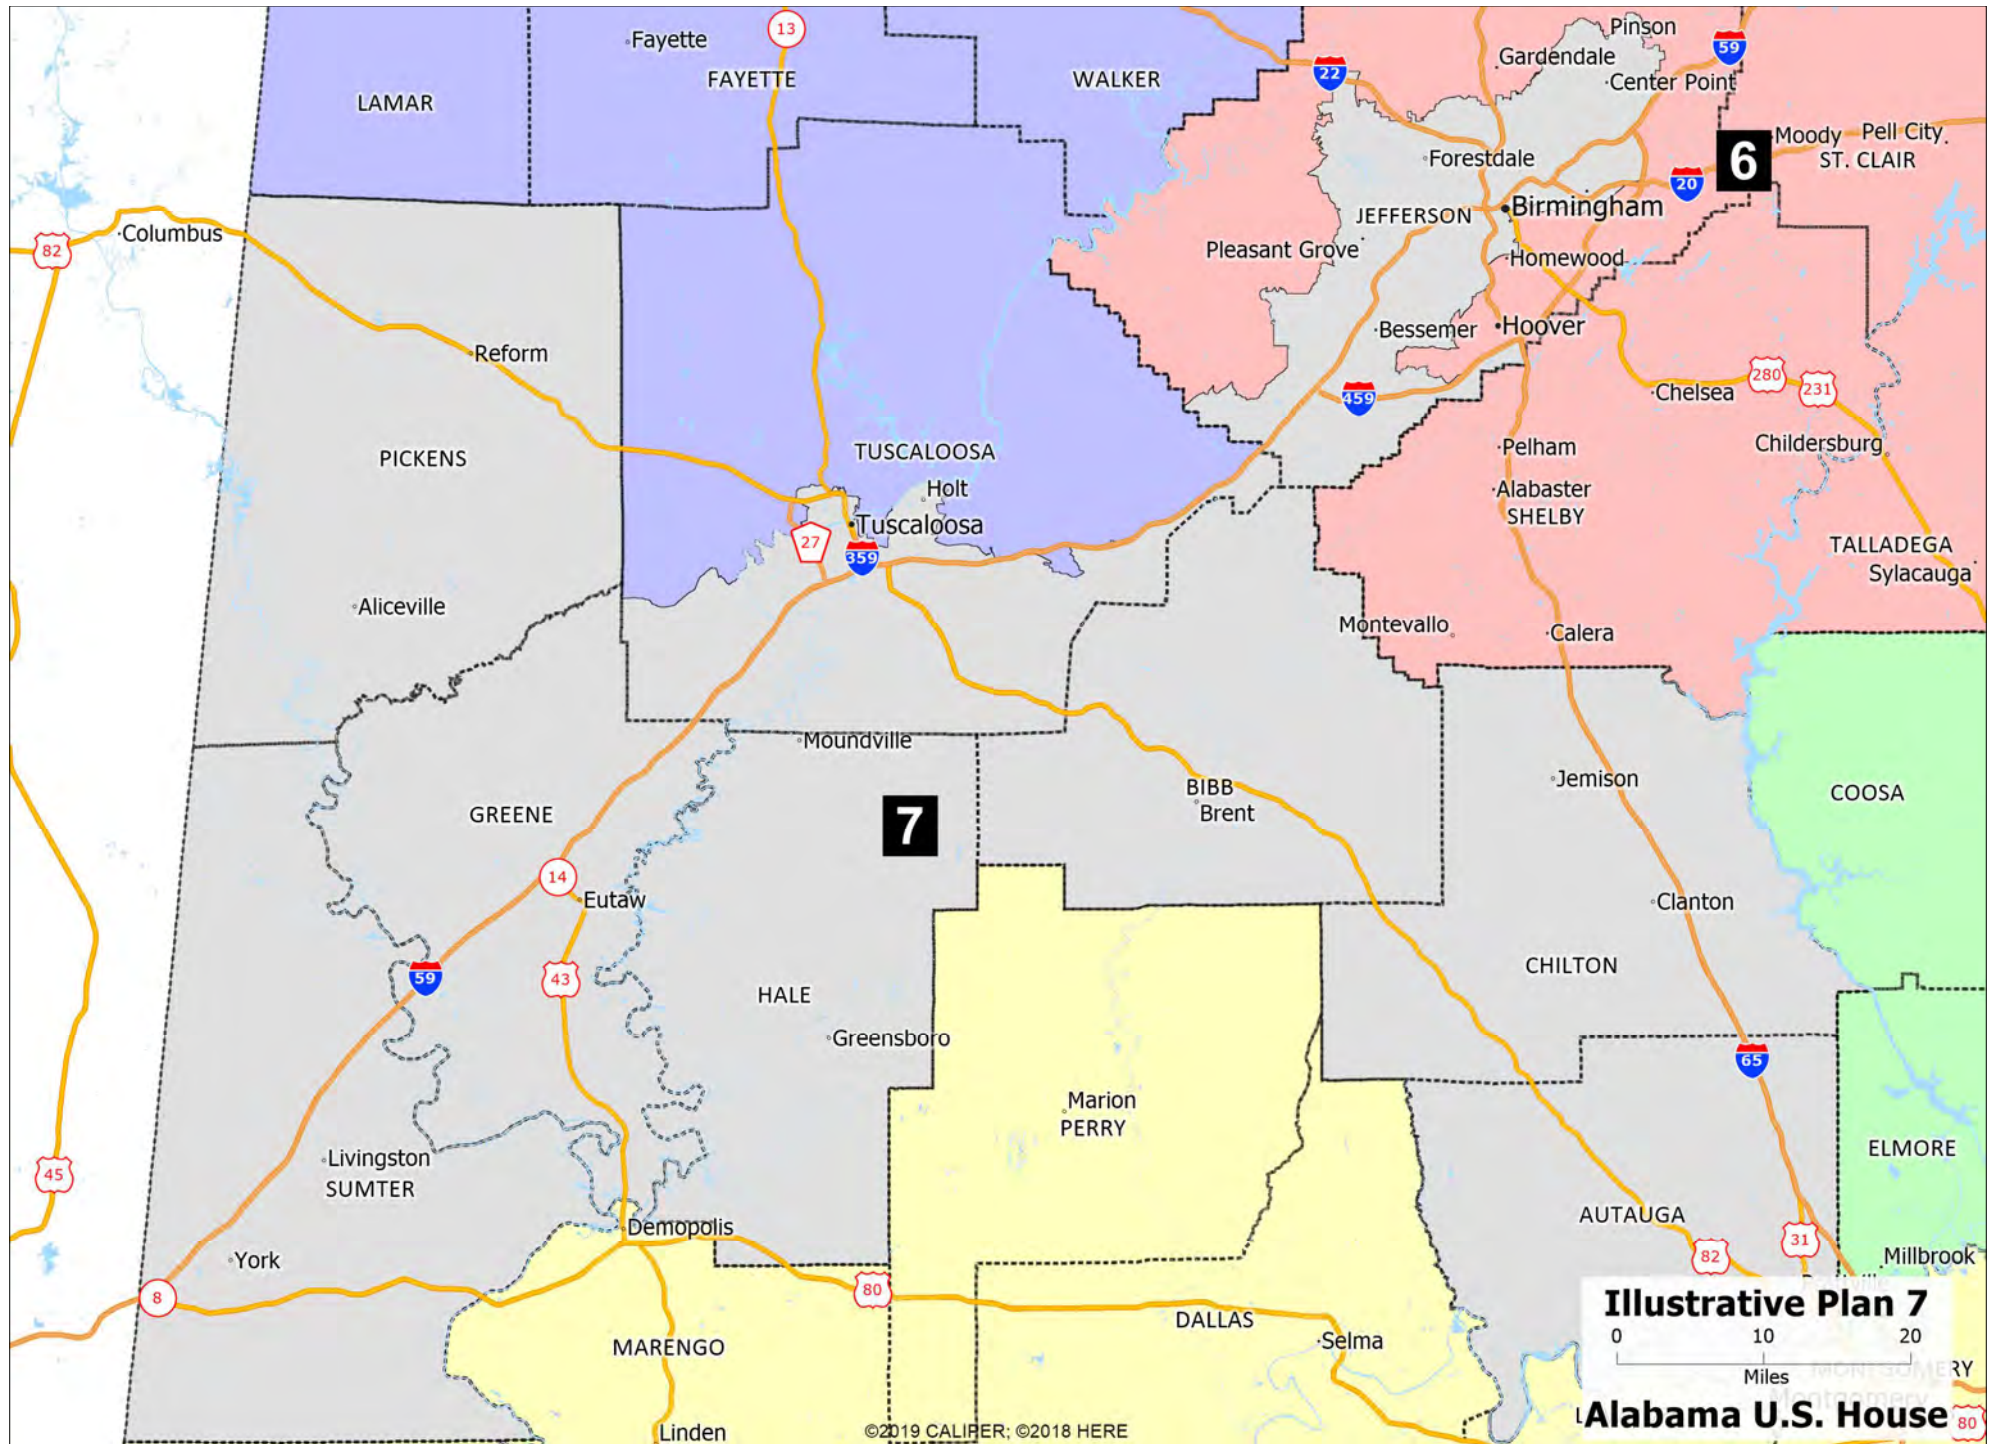 13
Pinson
Fayette
Gardendale
59
FAYETTE
WALKER
22
Center Point
LAMAR
Moody
Pell City
6
ST. CLAIR
Forestdale
20
Birmingham
JEFFERSON
Columbus
82
Pleasant Grove
Homewood
Bessemer
Hoover
Reform
280
231
459
Chelsea
PICKENS
TUSCALOOSA
Pelham
Childersburg
Holt
Alabaster
SHELBY
Tuscaloosa
27
359
TALLADEGA
Sylacauga
Aliceville
Montevallo
Calera
Moundville
Jemison
BIBB
Brent
COOSA
GREENE
7
14
Eutaw
Clanton
59
43
HALE
CHILTON
Greensboro
65
Marion
PERRY
ELMORE
Livingston
SUMTER
45
AUTAUGA
Demopolis
82
31
York
Millbrook
8
80
Illustrative Plan 7
DALLAS
0 10 20
Selma
MARENGO
Miles
MONTGOMERY
Montgomery
Linden
©2019 CALIPER; ©2018 HERE
Alabama U.S. House
80